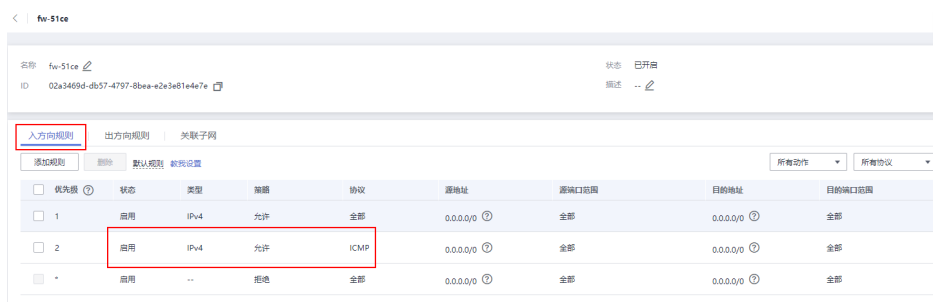 < fw-51ce
名称 fw-51ce 状态 已开启
ID 02a3469d-db57-4797-8bea-e2e3e81e4e7e 描述 --
入方向规则 出方向规则 关联子网
添加规则 删除 默认规则 教我设置 所有动作 所有协议
优先级 状态 类型 策略 协议 源地址 源端口范围 目的地址 目的端口范围
1 启用 IPv4 允许 全部 0.0.0.0/0 全部 0.0.0.0/0 全部
2 启用 IPv4 允许 ICMP 0.0.0.0/0 全部 0.0.0.0/0 全部
* 启用 -- 拒绝 全部 0.0.0.0/0 全部 0.0.0.0/0 全部